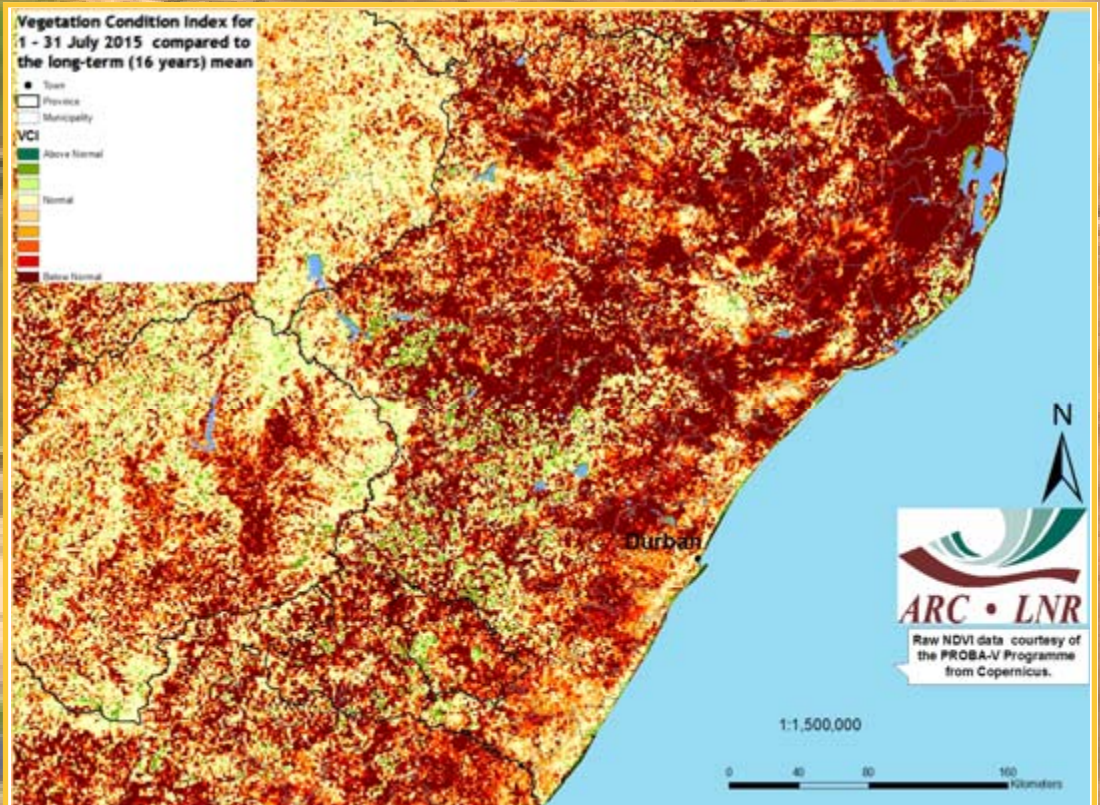 Vegetation Condition Index for
1 - 31 July 2015 compared to
the long-term (16 years) mean
Town
Province
Municipality
VCI
Above Normal
Normal
Below Normal
Durban
N
ARC • LNR
Raw NDVI data courtesy of
the PROBA-V Programme
from Copernicus.
1:1,500,000
0 40 80 160
Kilometers